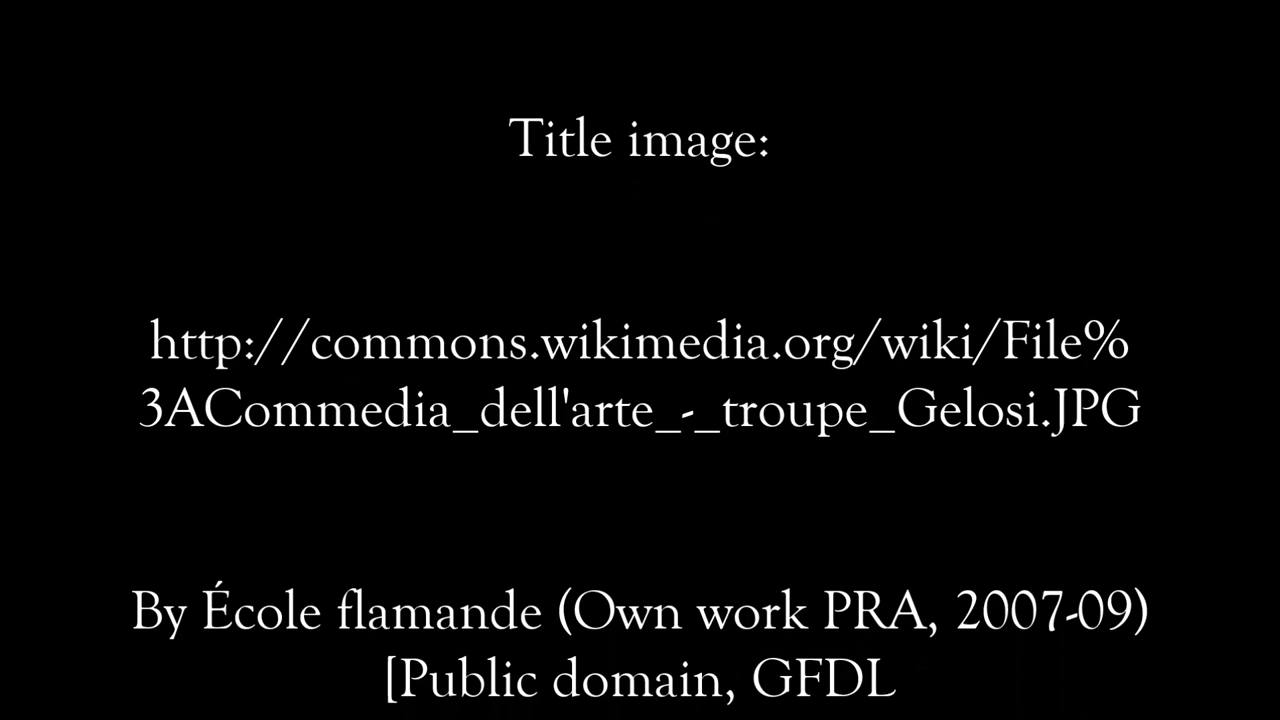 Title image:
http://commons.wikimedia.org/wiki/File%
3ACommedia_dell'arte_-_troupe_Gelosi.JPG
By École flamande (Own work PRA, 2007-09)
[Public domain, GFDL